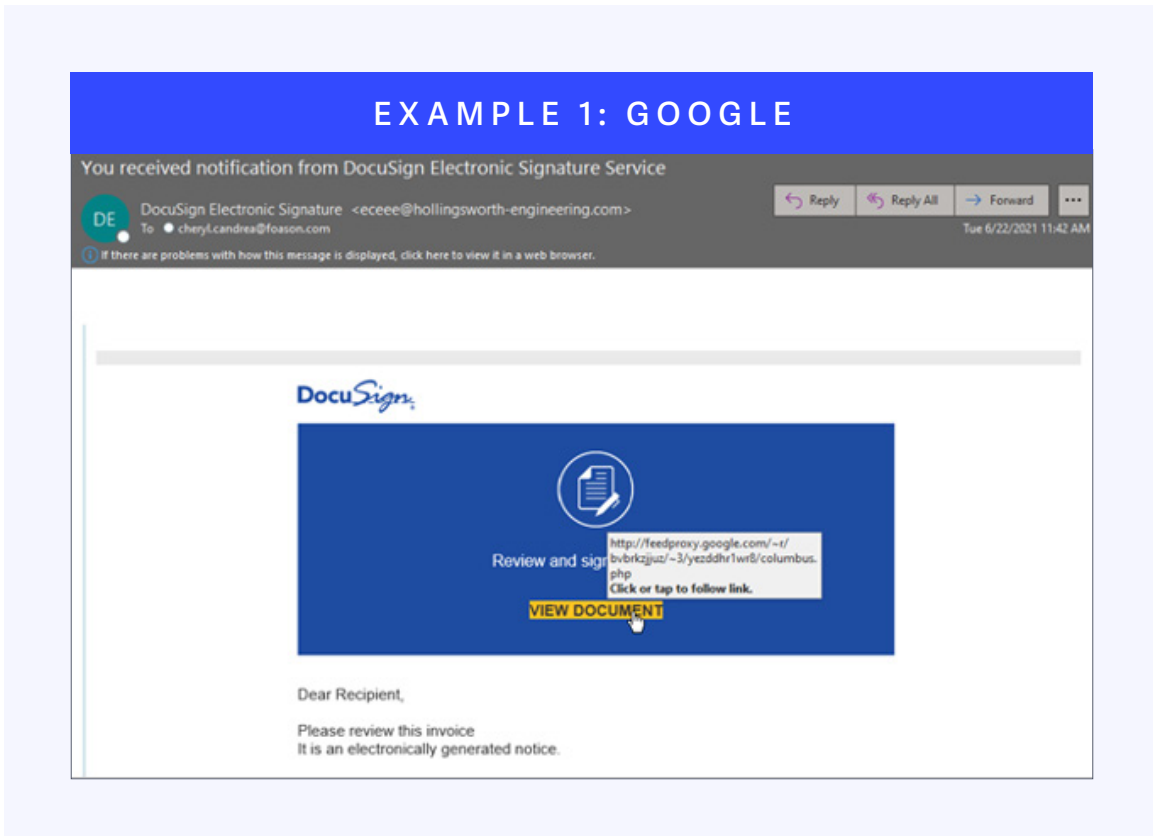 EXAMPLE 1: GOOGLE
You received notification from DocuSign Electronic Signature Service
DE
DocuSign Electronic Signature <eceee@hollingsworth-engineering.com>
Reply
Reply All
Forward
...
To cheryl.candrea@foason.com
Tue 6/22/2021 11:42 AM
If there are problems with how this message is displayed, click here to view it in a web browser.
DocuSign
Review and sign
http://feedproxy.google.com/~r/
bvbrkzjjuz/~3/yezddhr1wr8/columbus.
php
Click or tap to follow link.
VIEW DOCUMENT
Dear Recipient,
Please review this invoice
It is an electronically generated notice.